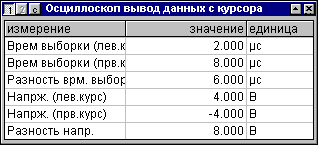 1 2 c Осциллоскоп вывод данных с курсора
измерение значение единица
Врем выборки (лев.к 2.000 µс
Врем выборки (прв.к 8.000 µс
Разность врм. выбор 6.000 µс
Напрж. (лев.курс) 4.000 В
Напрж. (прв.курс) -4.000 В
Разность напр. 8.000 В